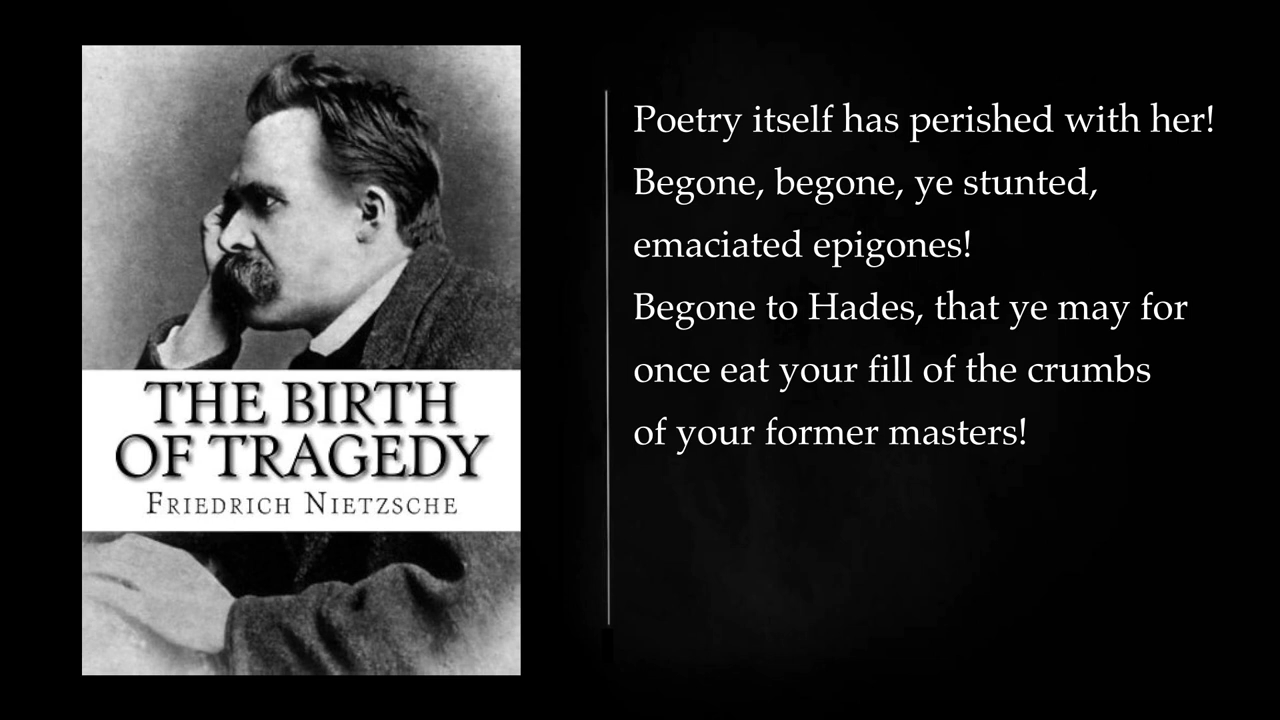 THE BIRTH
OF TRAGEDY
FRIEDRICH NIETZSCHE
Poetry itself has perished with her!
Begone, begone, ye stunted,
emaciated epigones!
Begone to Hades, that ye may for
once eat your fill of the crumbs
of your former masters!